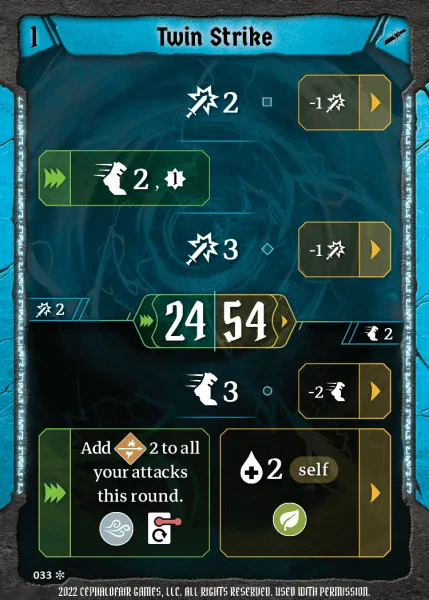 1
Twin Strike
2
-1
2, 1
3
-1
2
24 54
2
3
-2
Add 2 to all
your attacks
this round.
2 self
033
2022 CEPHALOFAIR GAMES, LLC. ALL RIGHTS RESERVED. USED WITH PERMISSION.